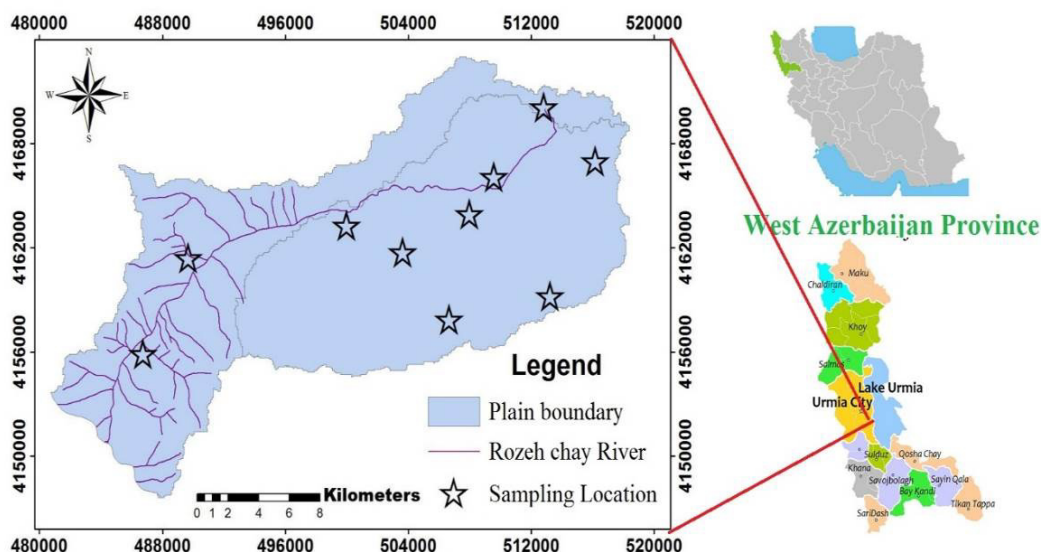 480000 488000 496000 504000 512000 520000
N
W E
S
4168000
4162000
4156000
4150000
4168000
4162000
4156000
4150000
Legend
Plain boundary
Rozeh chay River
Sampling Location
Kilometers
0 1 2 4 6 8
480000 488000 496000 504000 512000 520000
West Azerbaijan Province
Maku
Chaldiran
Khoy
Salmas
Lake Urmia
Urmia City
Sulduz
Qosha Chay
Khana
Savojbolagh
Sayin Qala
Bay Kandi
Tikan Tappa
SariDash